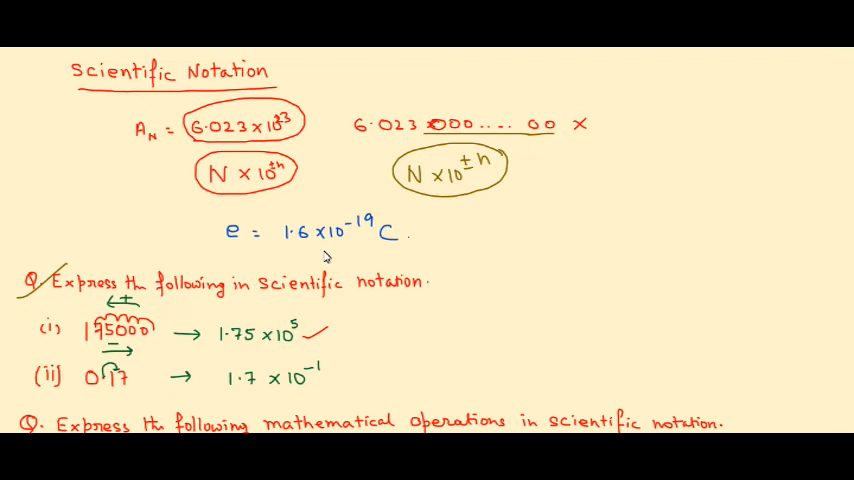 Scientific Notation
A_N = 6.023 × 10^23 6.023 000.... 00 ×
N × 10^±n N × 10^±n
e = 1.6 × 10^-19 C.
Q. Express the following in scientific notation.
+
(i) 175000 → 1.75 × 10^5 ✓
−
(ii) 0.17 → 1.7 × 10^-1
Q. Express the following mathematical operations in scientific notation.